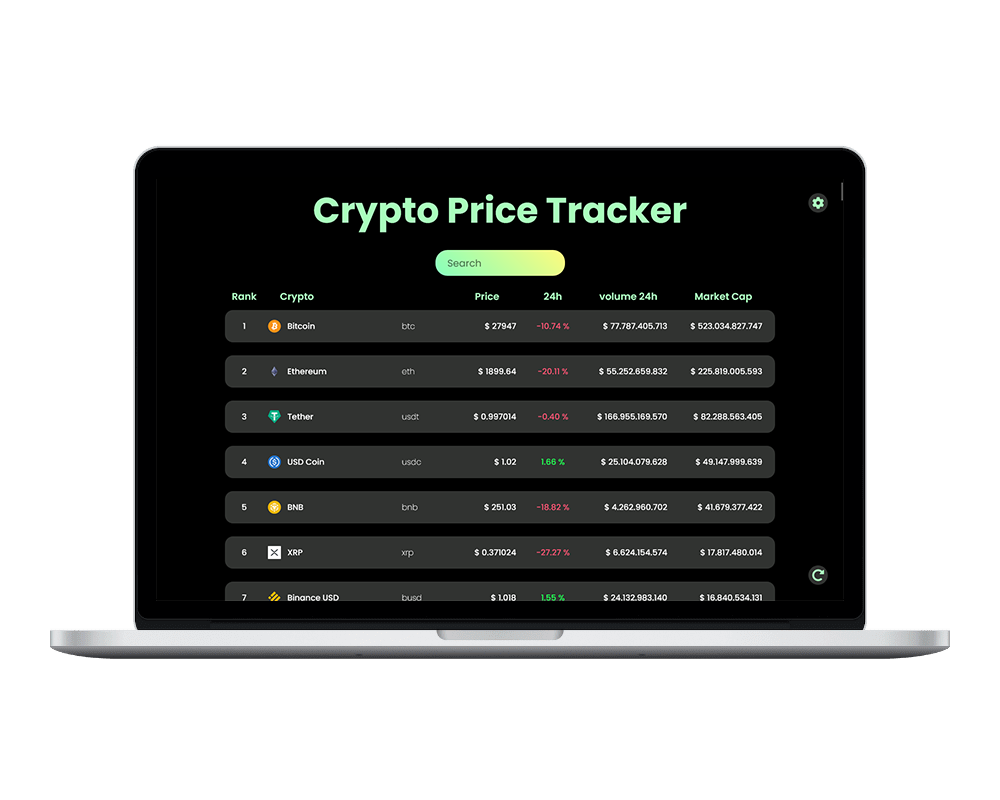 Crypto Price Tracker
Search
Rank Crypto Price 24h volume 24h Market Cap
1 Bitcoin btc $ 27947 -10.74 % $ 77.787.405.713 $ 523.034.827.747
2 Ethereum eth $ 1899.64 -20.11 % $ 55.252.659.832 $ 225.819.005.593
3 Tether usdt $ 0.997014 -0.40 % $ 166.955.169.570 $ 82.288.563.405
4 USD Coin usdc $ 1.02 1.66 % $ 25.104.079.628 $ 49.147.999.639
5 BNB bnb $ 251.03 -18.82 % $ 4.262.960.702 $ 41.679.377.422
6 XRP xrp $ 0.371024 -27.27 % $ 6.624.154.574 $ 17.817.480.014
7 Binance USD busd $ 1.018 1.55 % $ 24.132.983.140 $ 16.840.534.131